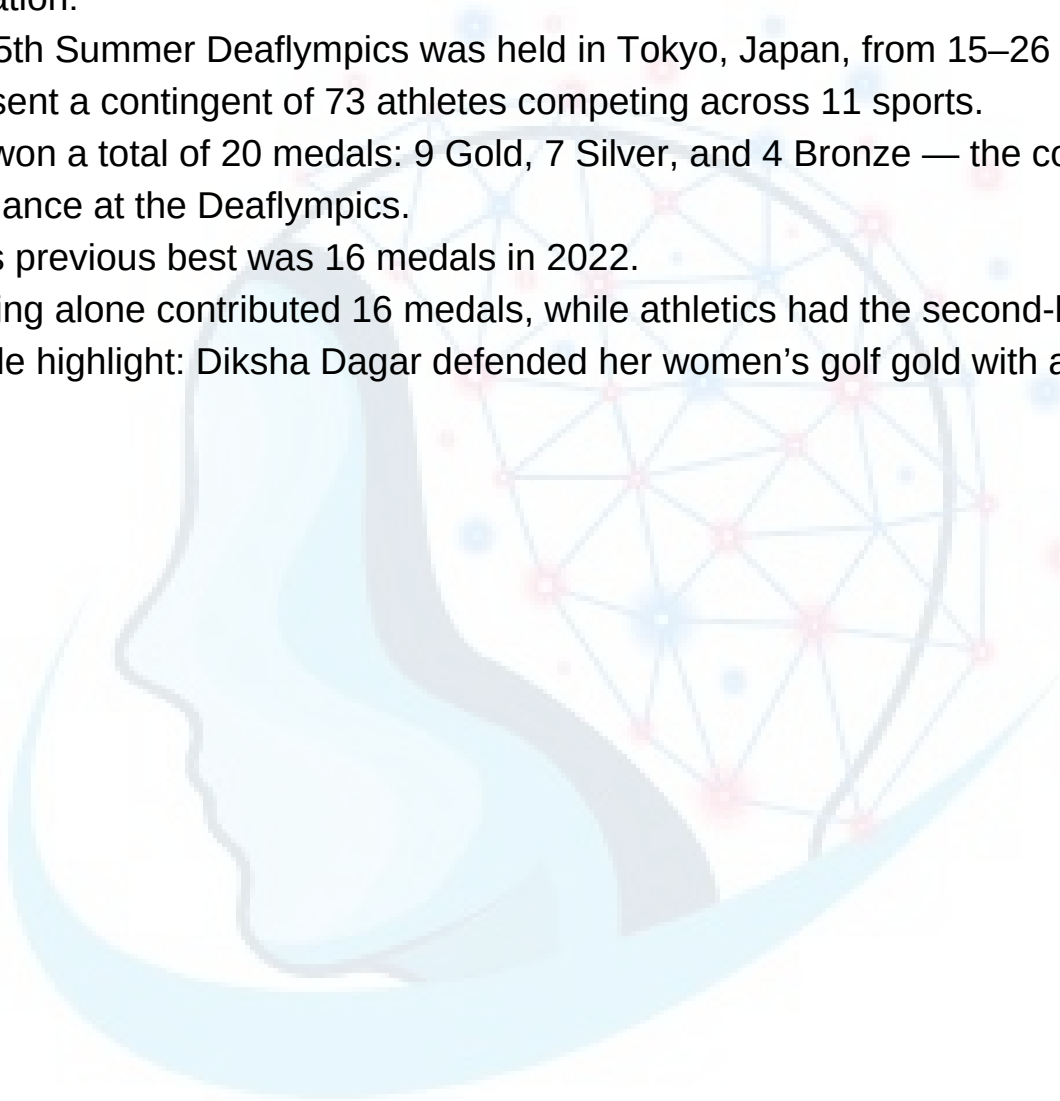 ation.
5th Summer Deaflympics was held in Tokyo, Japan, from 15–26
sent a contingent of 73 athletes competing across 11 sports.
won a total of 20 medals: 9 Gold, 7 Silver, and 4 Bronze — the co
ance at the Deaflympics.
s previous best was 16 medals in 2022.
ing alone contributed 16 medals, while athletics had the second-h
le highlight: Diksha Dagar defended her women’s golf gold with a